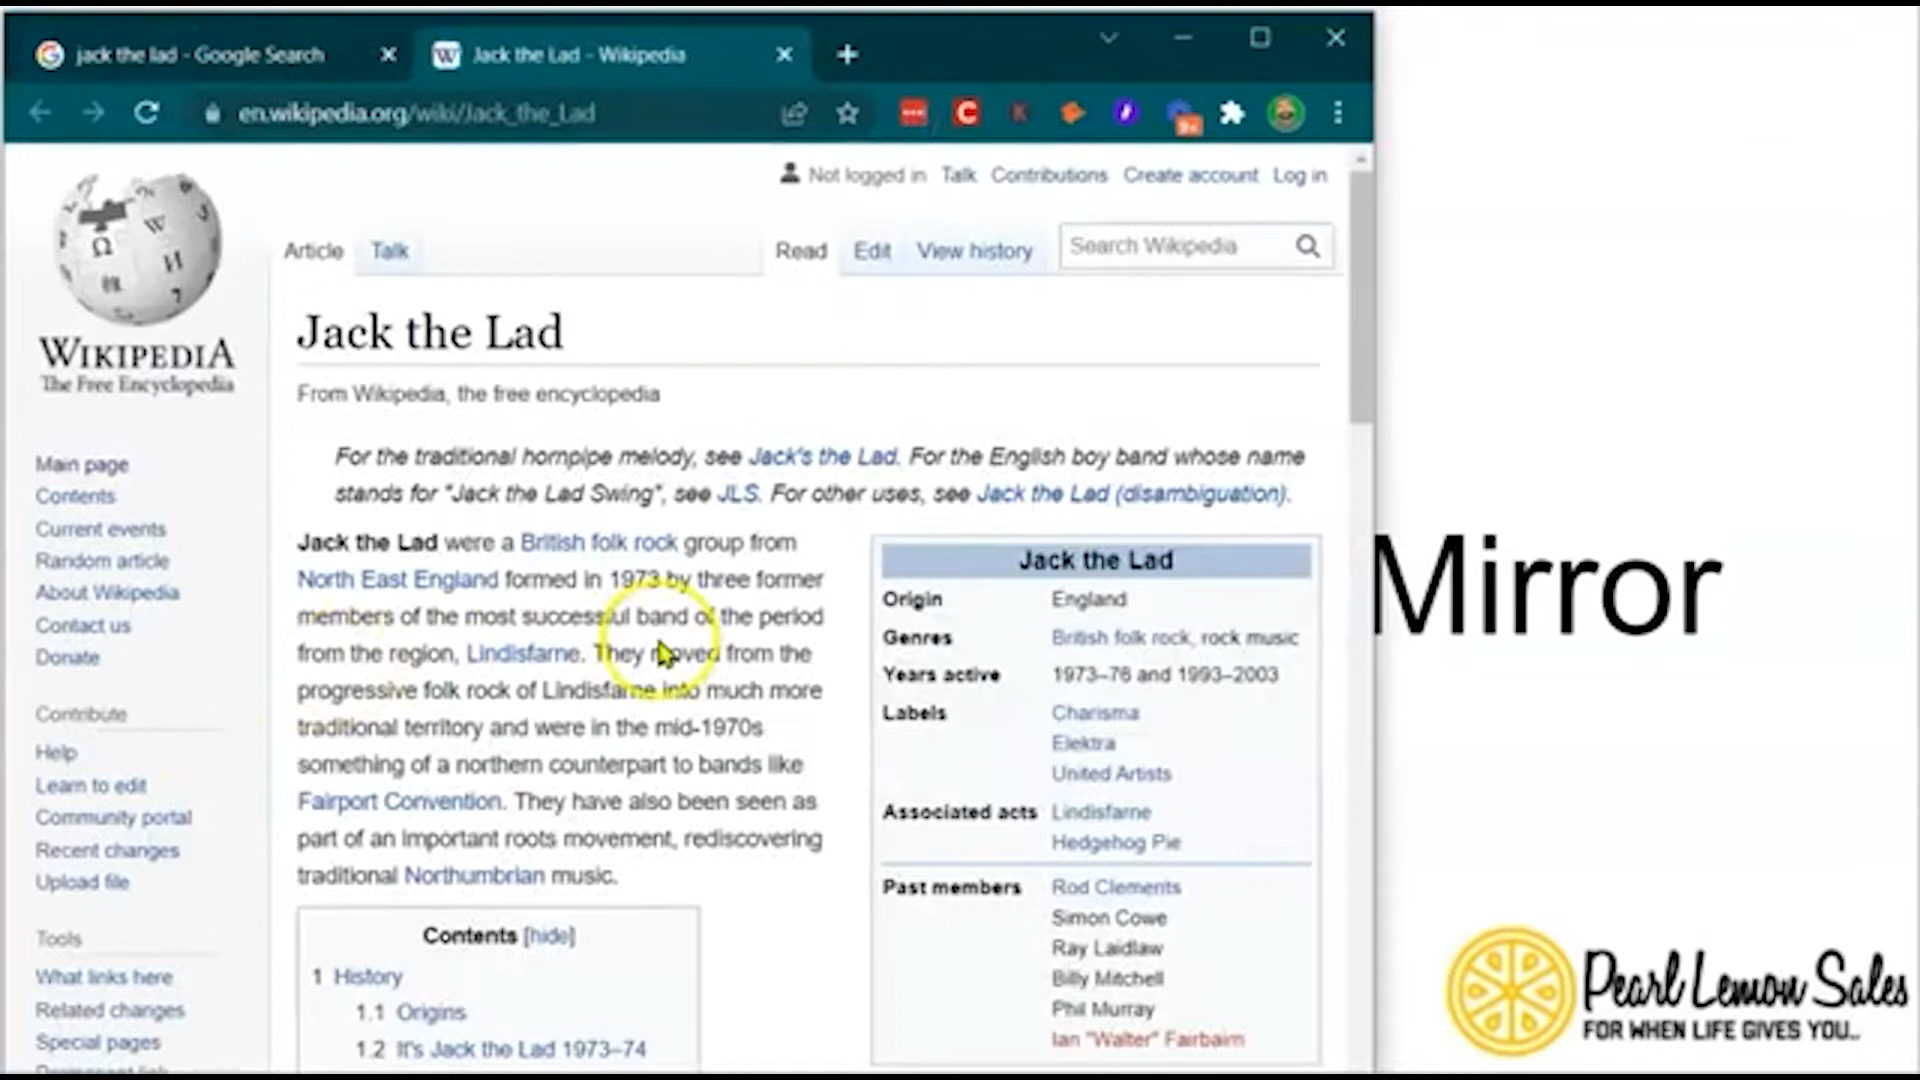 jack the lad - Google Search
Jack the Lad - Wikipedia
en.wikipedia.org/wiki/Jack_the_Lad
Not logged in Talk Contributions Create account Log in
Article Talk Read Edit View history Search Wikipedia
WIKIPEDIA
The Free Encyclopedia
Jack the Lad
From Wikipedia, the free encyclopedia
For the traditional hornpipe melody, see Jack's the Lad. For the English boy band whose name
stands for "Jack the Lad Swing", see JLS. For other uses, see Jack the Lad (disambiguation).
Main page
Contents
Current events
Random article
About Wikipedia
Contact us
Donate
Contribute
Help
Learn to edit
Community portal
Recent changes
Upload file
Tools
What links here
Related changes
Special pages
Jack the Lad were a British folk rock group from
North East England formed in 1973 by three former
members of the most successful band of the period
from the region, Lindisfarne. They moved from the
progressive folk rock of Lindisfarne into much more
traditional territory and were in the mid-1970s
something of a northern counterpart to bands like
Fairport Convention. They have also been seen as
part of an important roots movement, rediscovering
traditional Northumbrian music.
Contents [hide]
1 History
1.1 Origins
1.2 It's Jack the Lad 1973–74
Jack the Lad
Origin England
Genres British folk rock, rock music
Years active 1973–76 and 1993–2003
Labels Charisma
Elektra
United Artists
Associated acts Lindisfarne
Hedgehog Pie
Past members Rod Clements
Simon Cowe
Ray Laidlaw
Billy Mitchell
Phil Murray
Ian "Walter" Fairbairn
Mirror
Pearl Lemon Sales
FOR WHEN LIFE GIVES YOU..